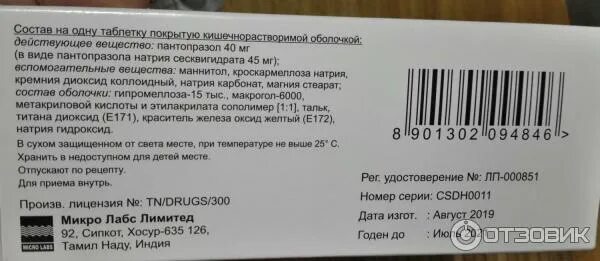 Состав на одну таблетку покрытую кишечнорастворимой оболочкой:
действующее вещество: пантопразол 40 мг
(в виде пантопразола натрия сесквигидрата 45 мг);
вспомогательные вещества: маннитол, кроскармеллоза натрия,
кремния диоксид коллоидный, натрия карбонат, магния стеарат;
состав оболочки: гипромеллоза-15 тыс., макрогол-6000,
метакриловой кислоты и этилакрилата сополимер [1:1], тальк,
титана диоксид (Е171), краситель железа оксид желтый (Е172),
натрия гидроксид.
В сухом защищенном от света месте, при температуре не выше 25° С.
Хранить в недоступном для детей месте.
Отпускают по рецепту.
Для приема внутрь.
Произв. лицензия №: TN/DRUGS/300
MICRO LABS
Микро Лабс Лимитед
92, Сипкот, Хосур-635 126,
Тамил Наду, Индия
8 901302 094846 >
Рег. удостоверение №: ЛП-000851
Номер серии: CSDH0011
Дата изгот. : Август 2019
Годен до : Июль
ОТЗОВИК